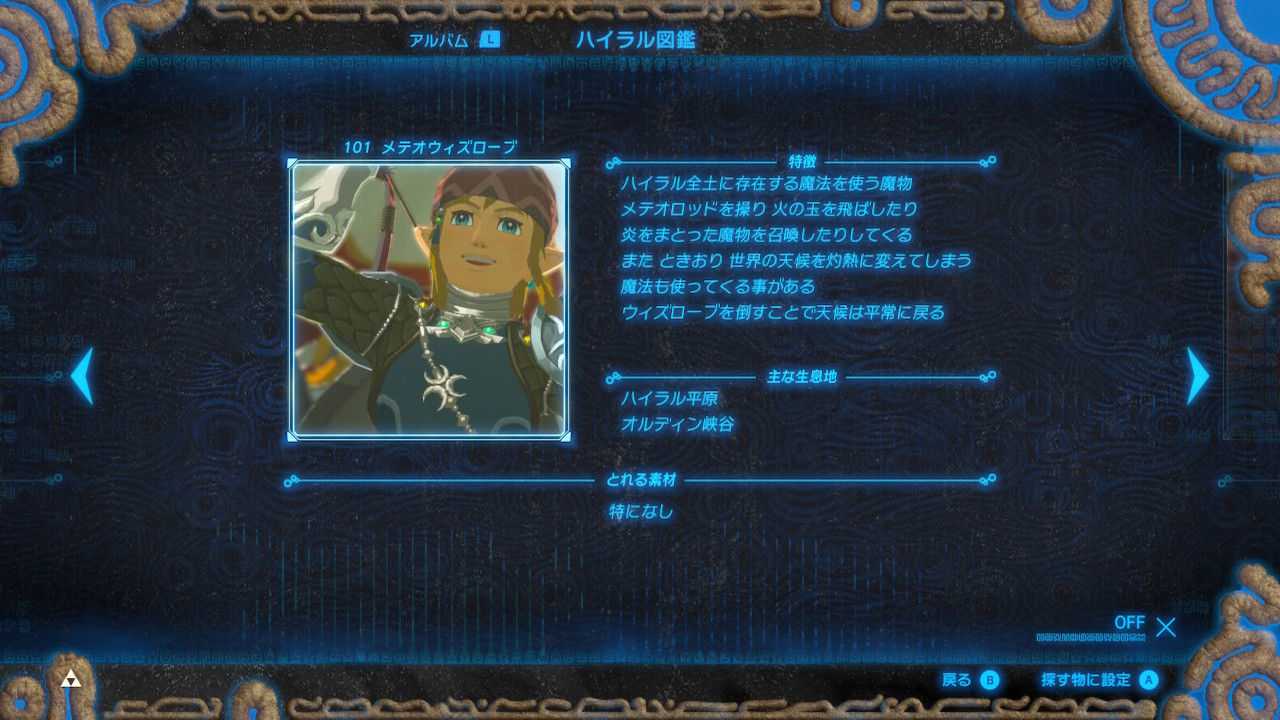 アルバム L
ハイラル図鑑
101 メテオウィズローブ
特徴
ハイラル全土に存在する魔法を使う魔物
メテオロッドを操り 火の玉を飛ばしたり
炎をまとった魔物を召喚したりしてくる
また ときおり 世界の天候を灼熱に変えてしまう
魔法も使ってくる事がある
ウィズローブを倒すことで天候は平常に戻る
主な生息地
ハイラル平原
オルディン峡谷
とれる素材
特になし
OFF
戻る B 探す物に設定 A